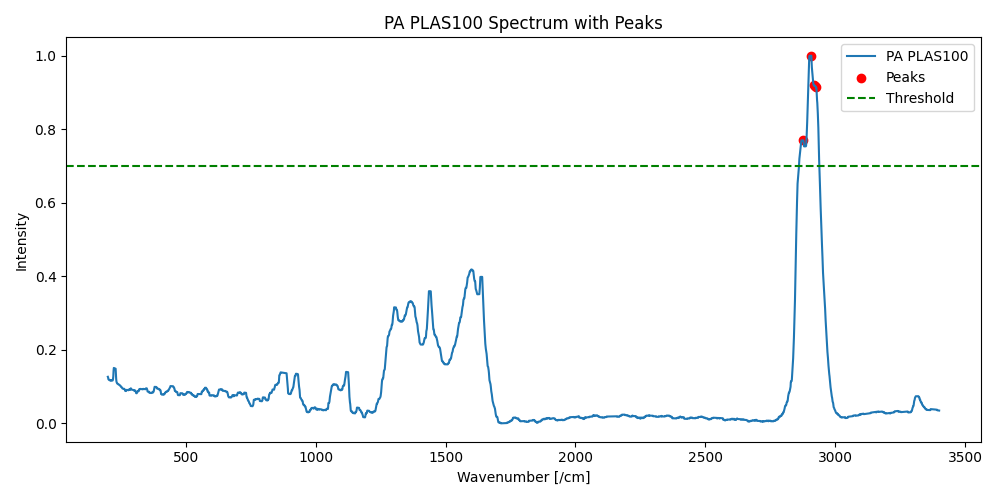 PA PLAS100 Spectrum with Peaks
PA PLAS100
Peaks
Threshold
Intensity
1.0
0.8
0.6
0.4
0.2
0.0
500 1000 1500 2000 2500 3000 3500
Wavenumber [/cm]